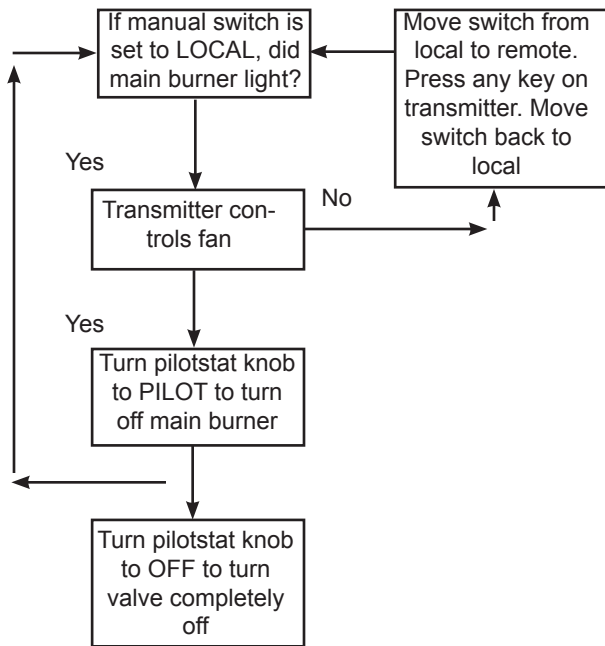 If manual switch is
set to LOCAL, did
main burner light?
Move switch from
local to remote.
Press any key on
transmitter. Move
switch back to
local
Yes
Transmitter con-
trols fan
No
Yes
Turn pilotstat knob
to PILOT to turn
off main burner
Turn pilotstat knob
to OFF to turn
valve completely
off